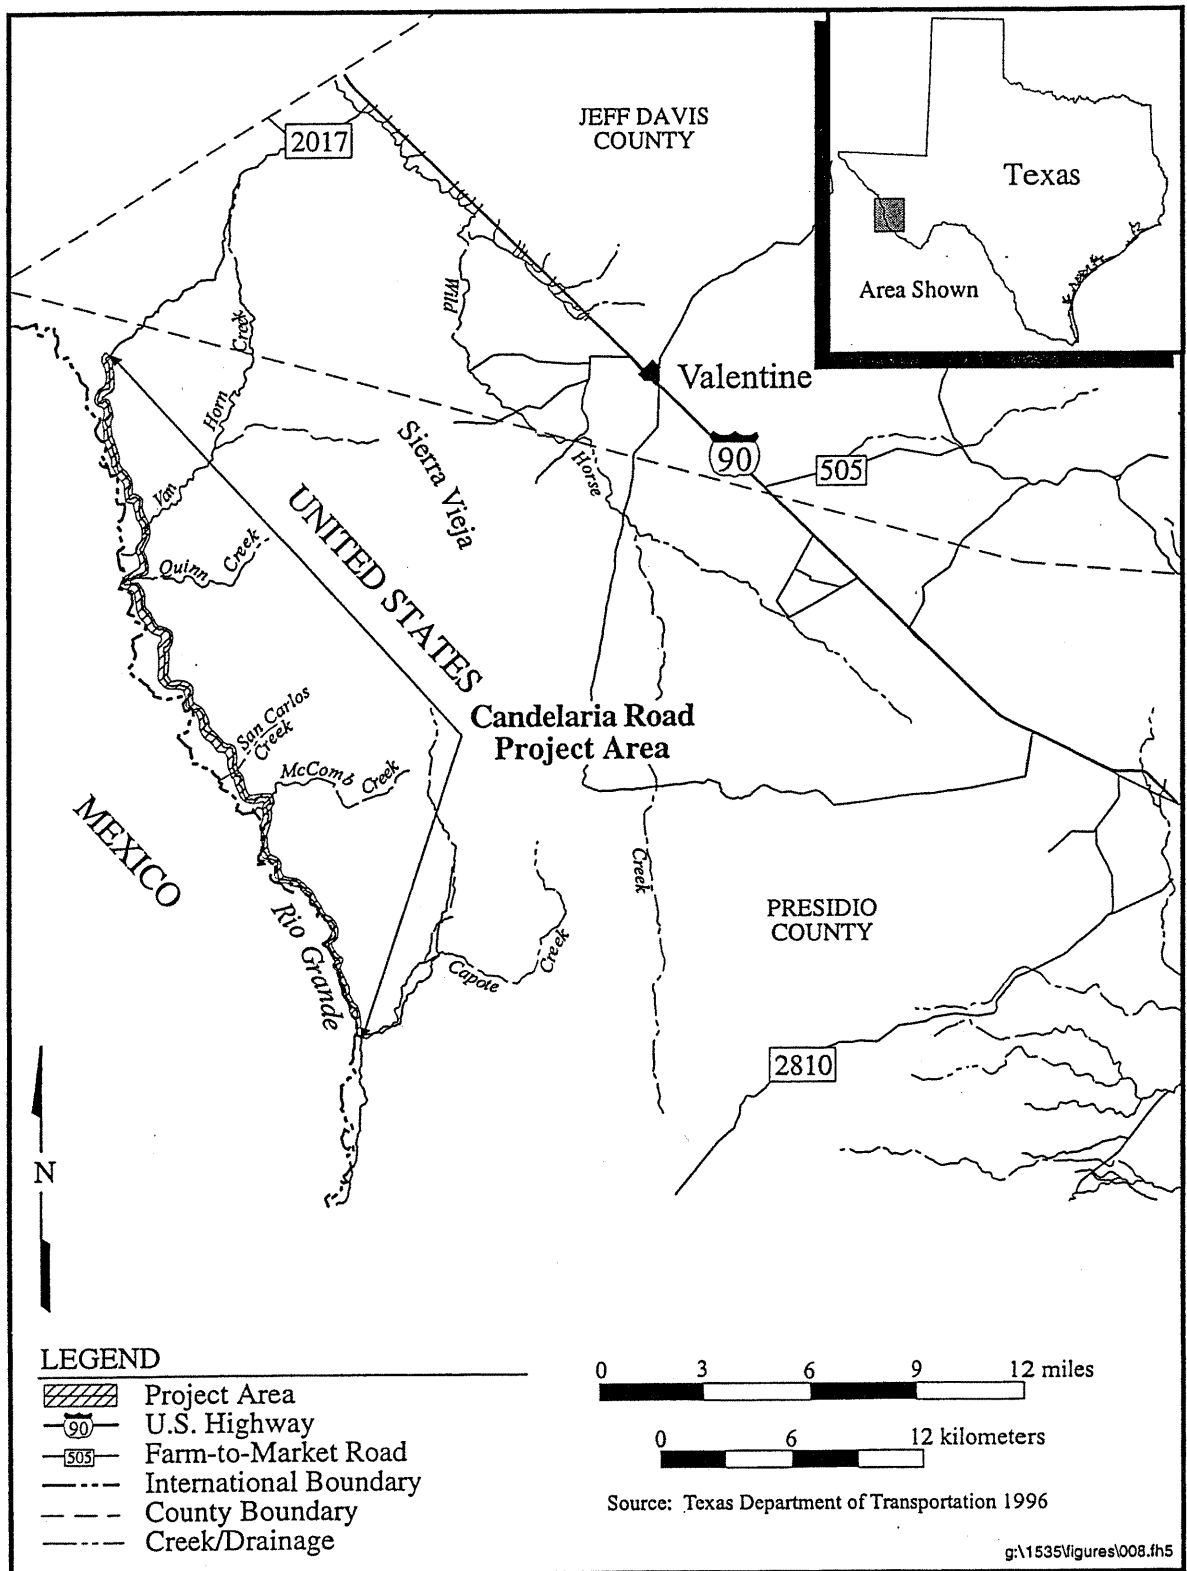 JEFF DAVIS
COUNTY
2017
Texas
Area Shown
Wild
Creek
Horn
Van
Valentine
Sierra Vieja
Horse
90
505
UNITED STATES
Quinn
Creek
San Carlos
Creek
Candelaria Road
Project Area
McComb
Creek
MEXICO
Creek
Rio Grande
PRESIDIO
COUNTY
Capote
Creek
2810
N
LEGEND
Project Area
90
U.S. Highway
505
Farm-to-Market Road
International Boundary
County Boundary
Creek/Drainage
0 3 6 9 12 miles
0 6 12 kilometers
Source: Texas Department of Transportation 1996
g:\1535\figures\008.fh5